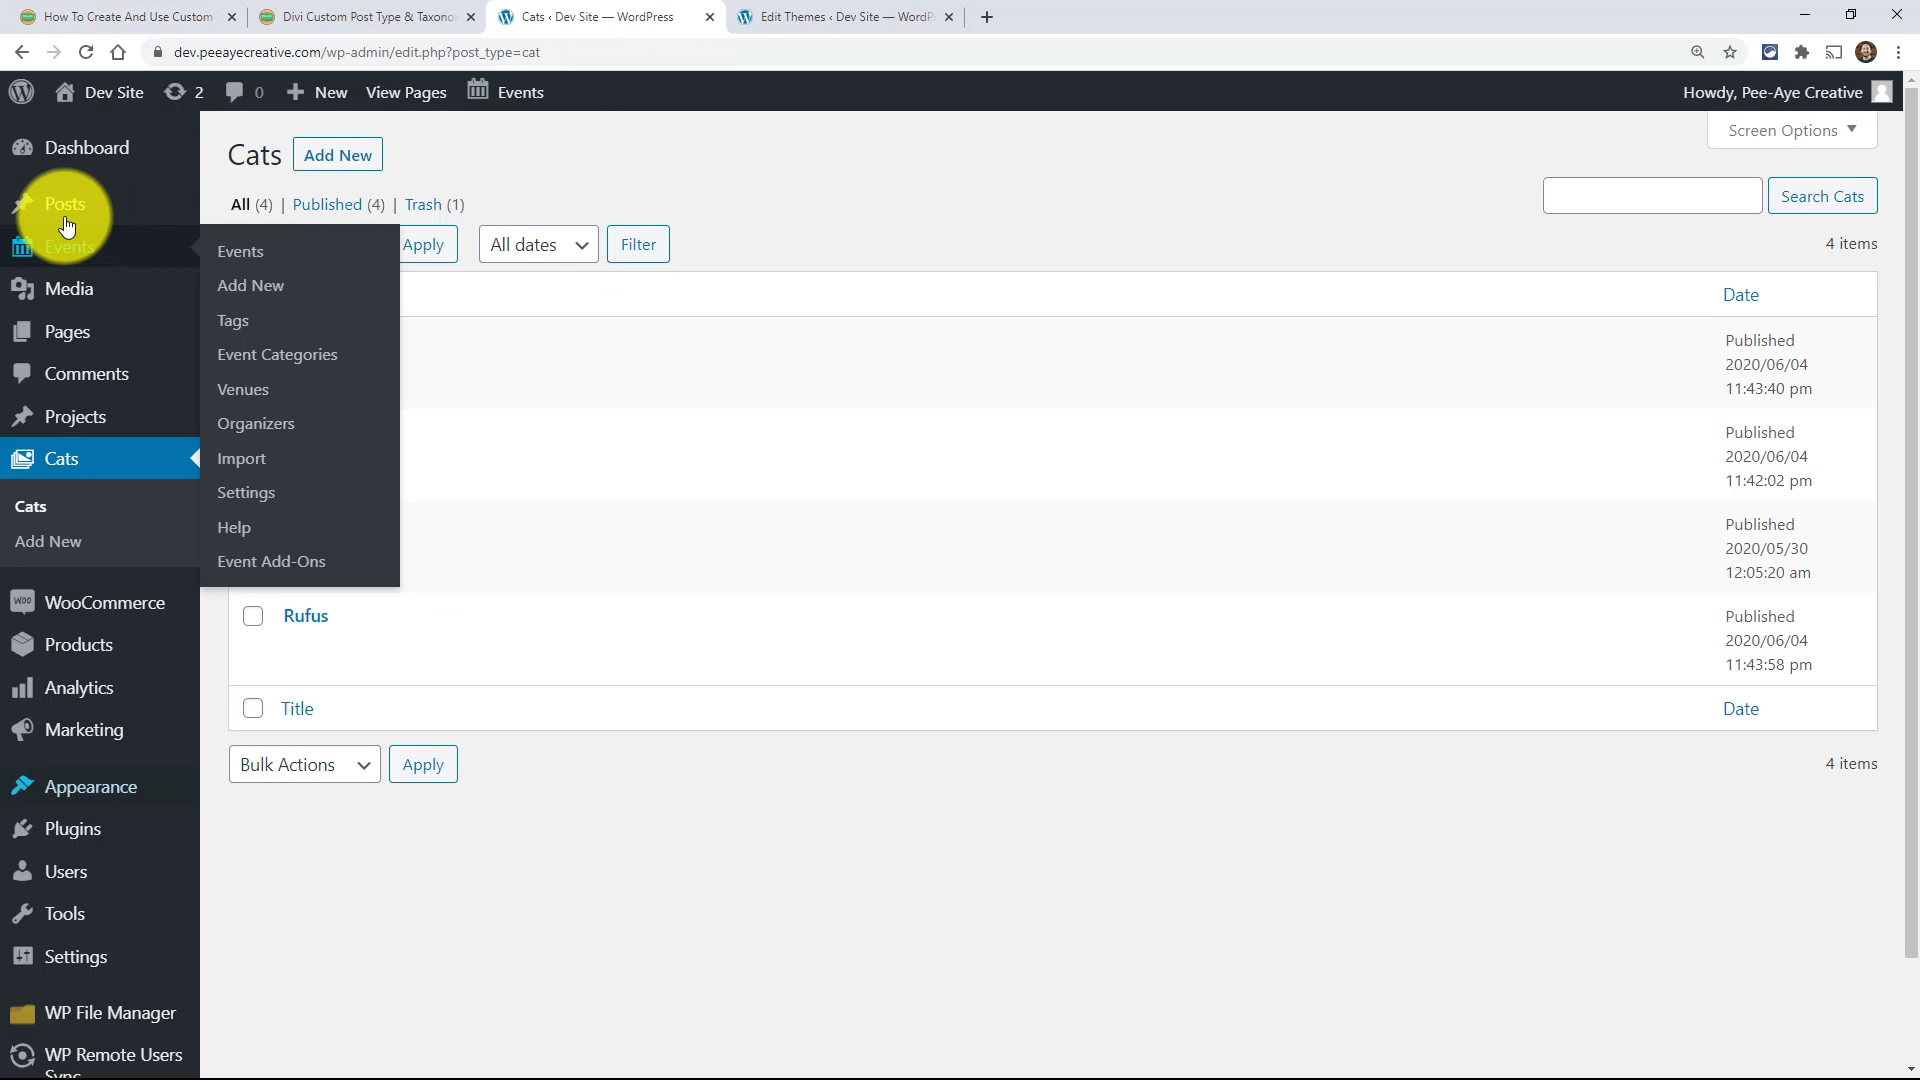 How To Create And Use Custom
Divi Custom Post Type & Taxono
Cats ‹ Dev Site — WordPress
Edit Themes ‹ Dev Site — WordP
dev.peeayecreative.com/wp-admin/edit.php?post_type=cat
Dev Site
2
0
New
View Pages
Events
Howdy, Pee-Aye Creative
Screen Options
Dashboard
Posts
Events
Media
Pages
Comments
Projects
Cats
Cats
Add New
WooCommerce
Products
Analytics
Marketing
Appearance
Plugins
Users
Tools
Settings
WP File Manager
WP Remote Users
Sync
Events
Add New
Tags
Event Categories
Venues
Organizers
Import
Settings
Help
Event Add-Ons
Cats
Add New
All (4) | Published (4) | Trash (1)
Search Cats
Apply
All dates
Filter
4 items
Date
Published
2020/06/04
11:43:40 pm
Published
2020/06/04
11:42:02 pm
Published
2020/05/30
12:05:20 am
Rufus
Published
2020/06/04
11:43:58 pm
Title
Date
Bulk Actions
Apply
4 items